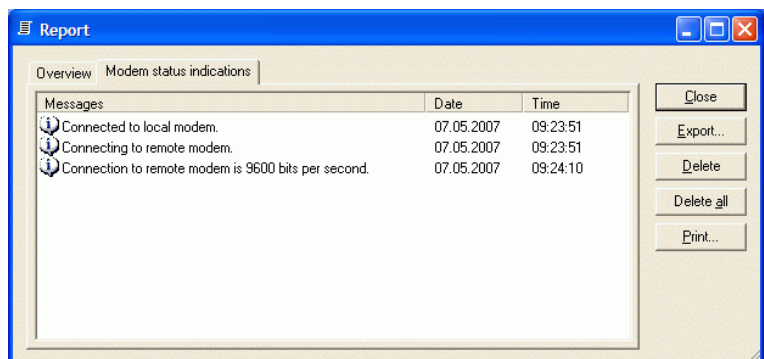 Report
Overview Modem status indications
Messages Date Time
Connected to local modem. 07.05.2007 09:23:51
Connecting to remote modem. 07.05.2007 09:23:51
Connection to remote modem is 9600 bits per second. 07.05.2007 09:24:10
Close
Export...
Delete
Delete all
Print...